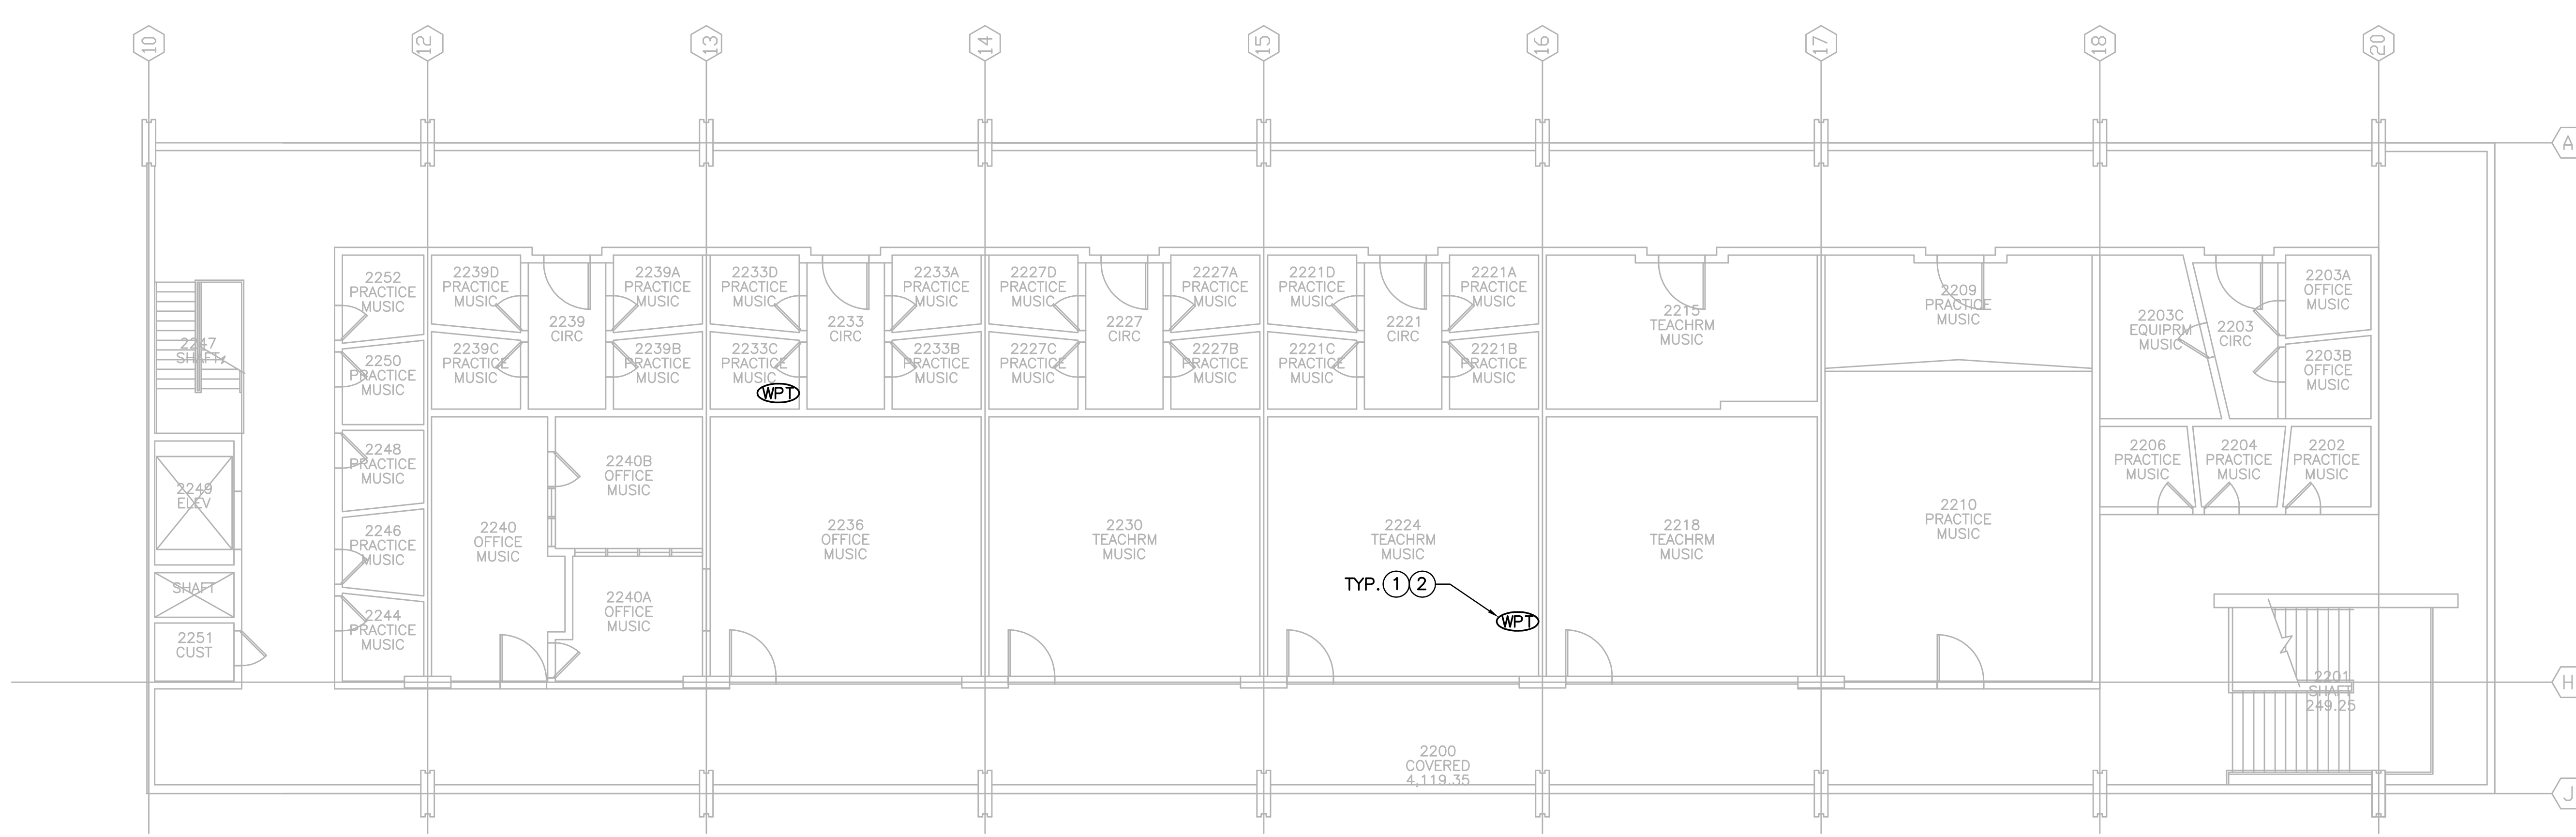 10
12
13
14
15
16
17
18
20
A
2252
PRACTICE
MUSIC
2239D
PRACTICE
MUSIC
2239A
PRACTICE
MUSIC
2233D
PRACTICE
MUSIC
2233A
PRACTICE
MUSIC
2227D
PRACTICE
MUSIC
2227A
PRACTICE
MUSIC
2221D
PRACTICE
MUSIC
2221A
PRACTICE
MUSIC
2215
TEACHRM
MUSIC
2209
PRACTICE
MUSIC
2203C
EQUIPRM
MUSIC
2203
CIRC
2203A
OFFICE
MUSIC
2239
CIRC
2233
CIRC
2227
CIRC
2221
CIRC
2247
SHAFT
2250
PRACTICE
MUSIC
2239C
PRACTICE
MUSIC
2239B
PRACTICE
MUSIC
2233C
PRACTICE
MUSIC
WPT
2233B
PRACTICE
MUSIC
2227C
PRACTICE
MUSIC
2227B
PRACTICE
MUSIC
2221C
PRACTICE
MUSIC
2221B
PRACTICE
MUSIC
2203B
OFFICE
MUSIC
2248
PRACTICE
MUSIC
2240B
OFFICE
MUSIC
2206
PRACTICE
MUSIC
2204
PRACTICE
MUSIC
2202
PRACTICE
MUSIC
2249
ELEV
2246
PRACTICE
MUSIC
2240
OFFICE
MUSIC
2236
OFFICE
MUSIC
2230
TEACHRM
MUSIC
2224
TEACHRM
MUSIC
2218
TEACHRM
MUSIC
2210
PRACTICE
MUSIC
SHAFT
TYP. 1 2
WPT
2240A
OFFICE
MUSIC
2244
PRACTICE
MUSIC
2251
CUST
H
2201
SHAFT
249.25
2200
COVERED
4,119.35
J